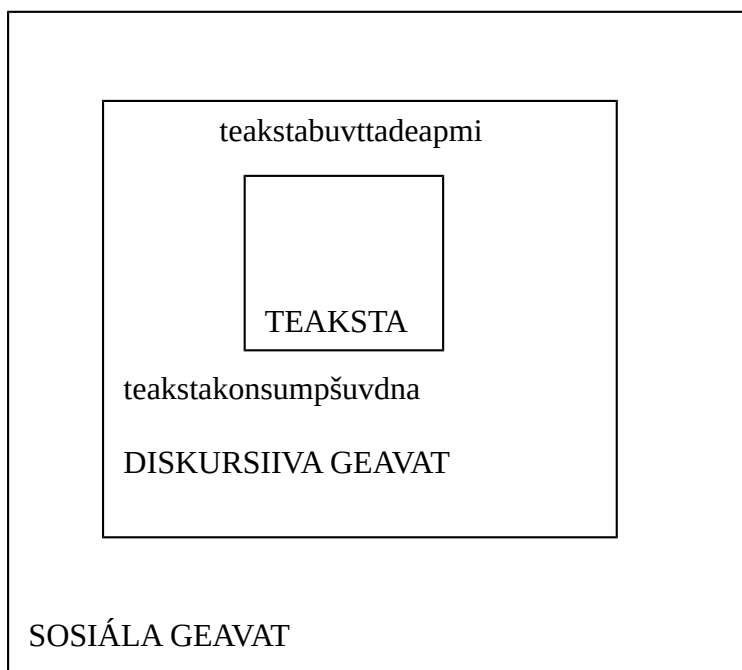 teakstabuvttadeapmi
TEAKSTA
teakstakonsumpšuvdna
DISKURSIIVA GEAVAT
SOSIÁLA GEAVAT